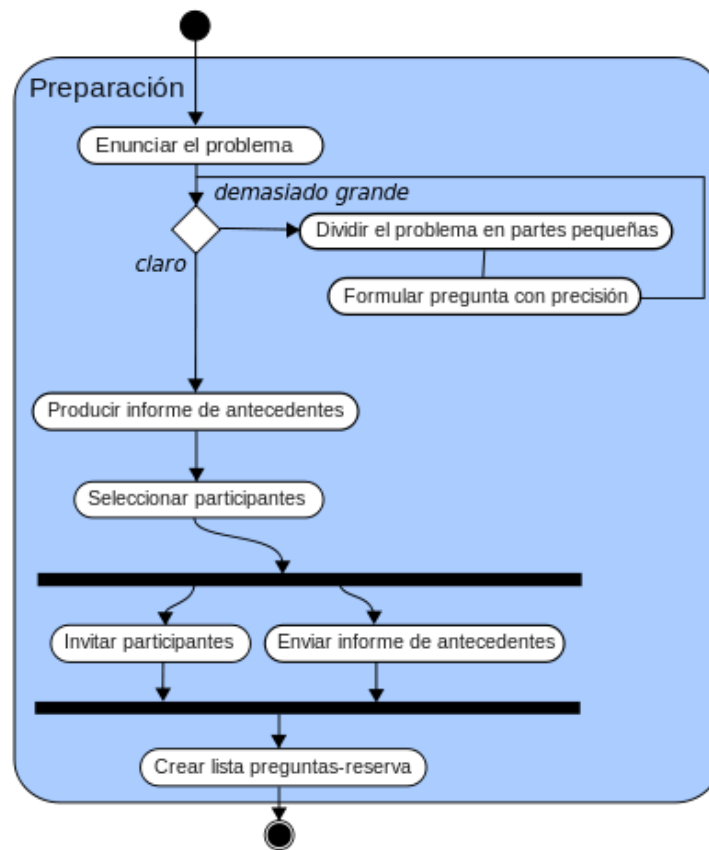 Preparación
Enunciar el problema
demasiado grande
Dividir el problema en partes pequeñas
claro
Formular pregunta con precisión
Producir informe de antecedentes
Seleccionar participantes
Invitar participantes
Enviar informe de antecedentes
Crear lista preguntas-reserva